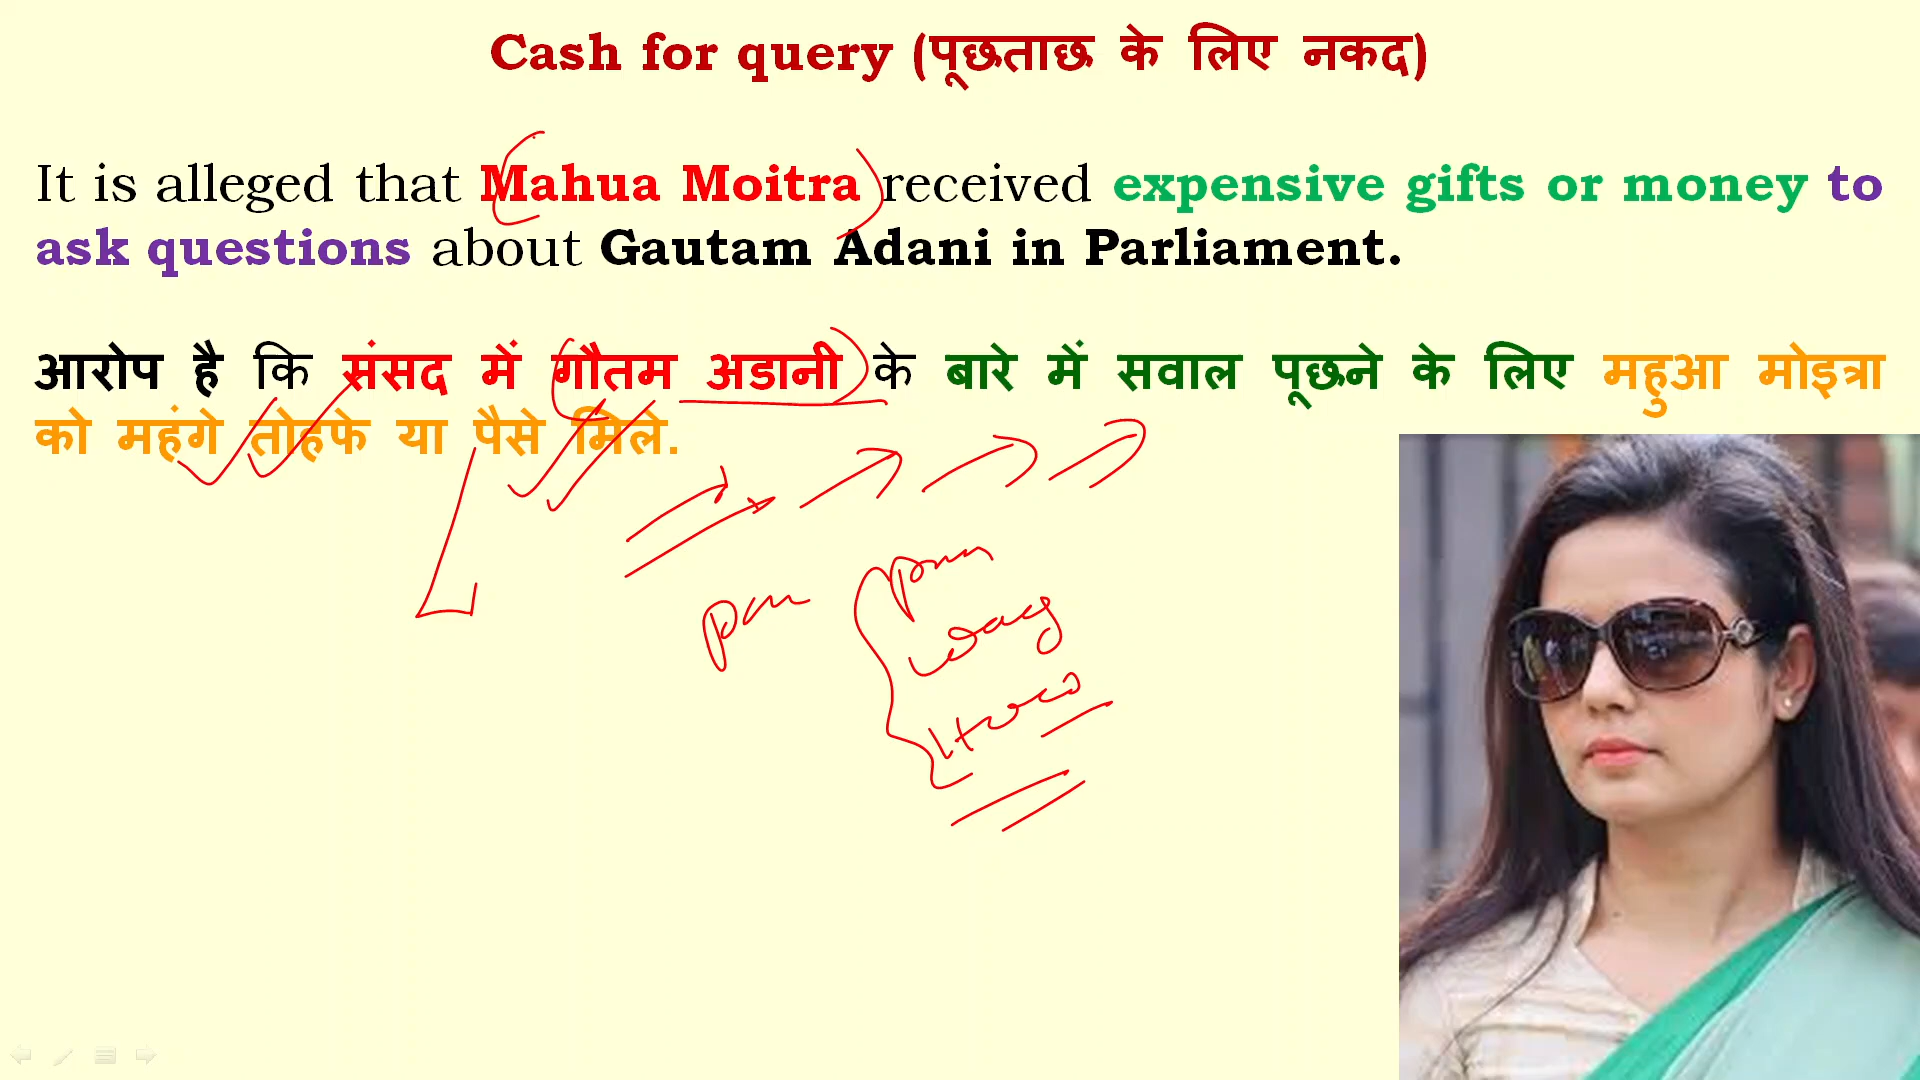 Cash for query (पूछताछ के लिए नकद)
It is alleged that Mahua Moitra received expensive gifts or money to
ask questions about Gautam Adani in Parliament.
आरोप है कि संसद में गौतम अडानी के बारे में सवाल पूछने के लिए महुआ मोइत्रा
को महंगे तोहफे या पैसे मिले.